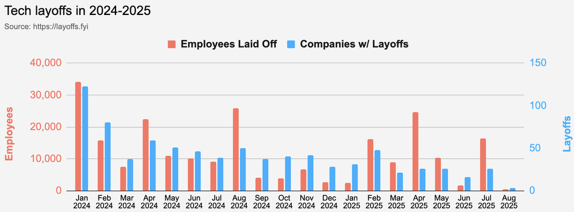 Tech layoffs in 2024-2025
Source: https://layoffs.fyi
Employees Laid Off
Companies w/ Layoffs
40,000
30,000
20,000
10,000
0
Employees
150
100
50
0
Layoffs
Jan 2024
Feb 2024
Mar 2024
Apr 2024
May 2024
Jun 2024
Jul 2024
Aug 2024
Sep 2024
Oct 2024
Nov 2024
Dec 2024
Jan 2025
Feb 2025
Mar 2025
Apr 2025
May 2025
Jun 2025
Jul 2025
Aug 2025